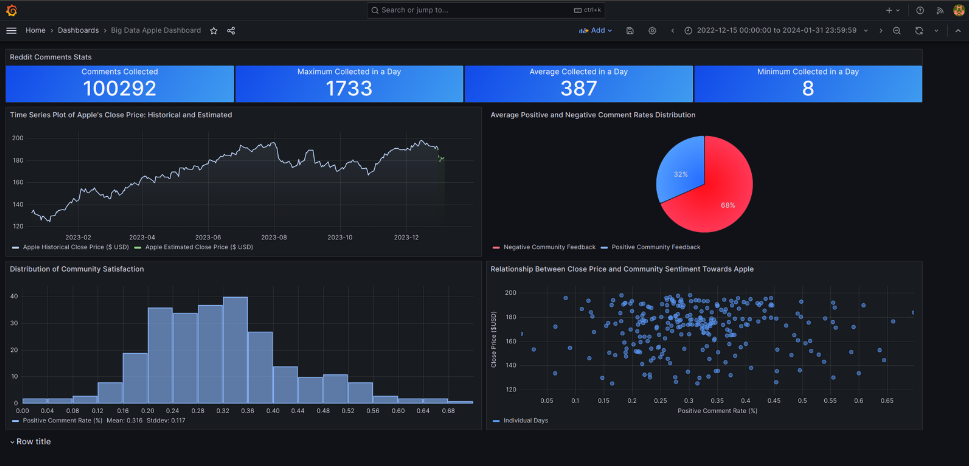 Search or jump to...
ctrl+k
Home > Dashboards > Big Data Apple Dashboard
Add
2022-12-15 00:00:00 to 2024-01-31 23:59:59
Reddit Comments Stats
Comments Collected
100292
Maximum Collected in a Day
1733
Average Collected in a Day
387
Minimum Collected in a Day
8
Time Series Plot of Apple's Close Price: Historical and Estimated
200
180
160
140
120
2023-02 2023-04 2023-06 2023-08 2023-10 2023-12
Apple Historical Close Price ($ USD) Apple Estimated Close Price ($ USD)
Average Positive and Negative Comment Rates Distribution
32%
68%
Negative Community Feedback Positive Community Feedback
Distribution of Community Satisfaction
40
30
20
10
0
0.00 0.04 0.08 0.12 0.16 0.20 0.24 0.28 0.32 0.36 0.40 0.44 0.48 0.52 0.56 0.60 0.64 0.68
Positive Comment Rate (%) Mean: 0.316 Stddev: 0.117
Relationship Between Close Price and Community Sentiment Towards Apple
Close Price ($USD)
200
180
160
140
120
0.05 0.1 0.15 0.2 0.25 0.3 0.35 0.4 0.45 0.5 0.55 0.6 0.65
Positive Comment Rate (%)
Individual Days
Row title